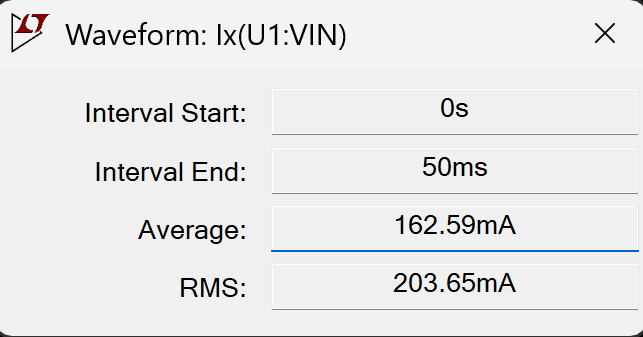 Waveform: Ix(U1:VIN)
Interval Start: 0s
Interval End: 50ms
Average: 162.59mA
RMS: 203.65mA